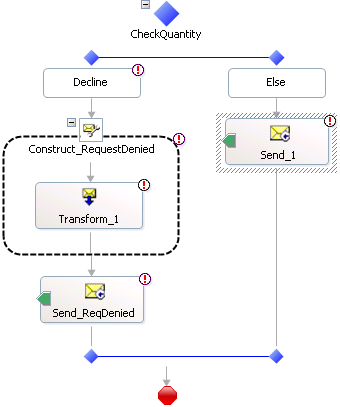 CheckQuantity
Decline
Else
Construct_RequestDenied
Send_1
Transform_1
Send_ReqDenied